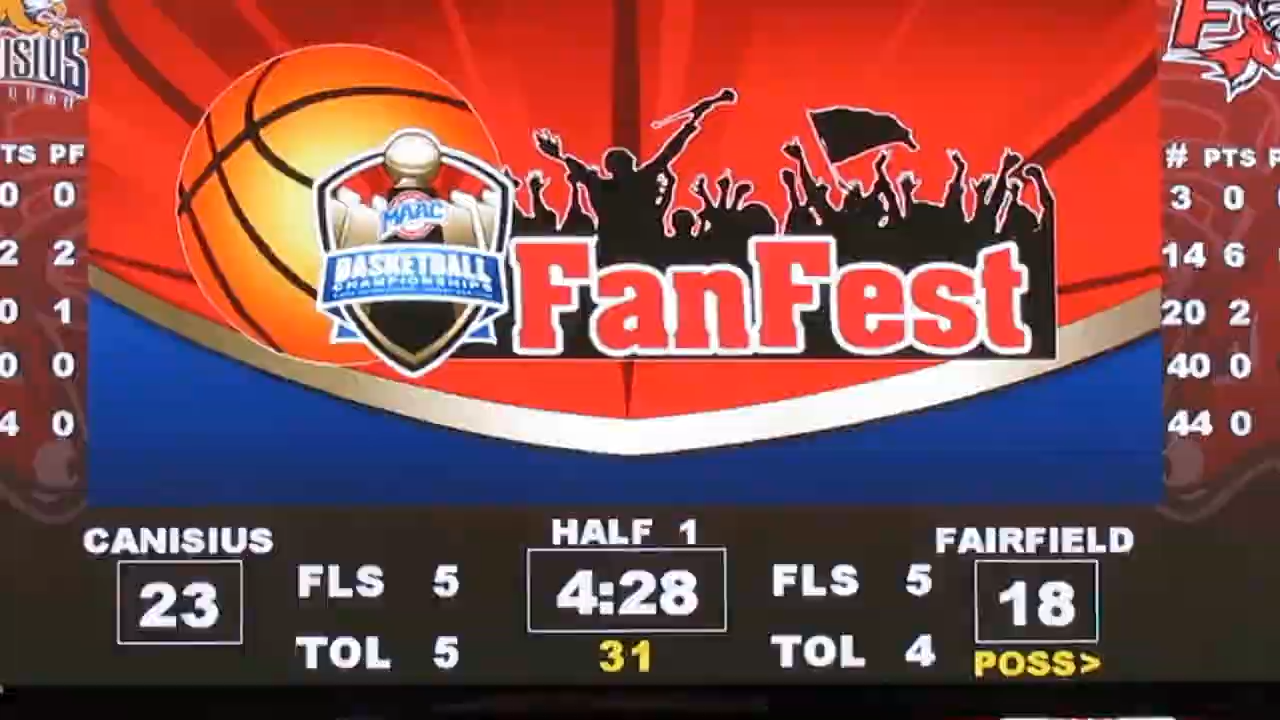 ISIUS
MAAC
BASKETBALL
CHAMPIONSHIPS
FanFest
TS PF
0 0
2 2
0 1
0 0
4 0
# PTS P
3 0
14 6
20 2
40 0
44 0
CANISIUS
23
FLS 5
TOL 5
HALF 1
4:28
31
FLS 5
TOL 4
FAIRFIELD
18
POSS>